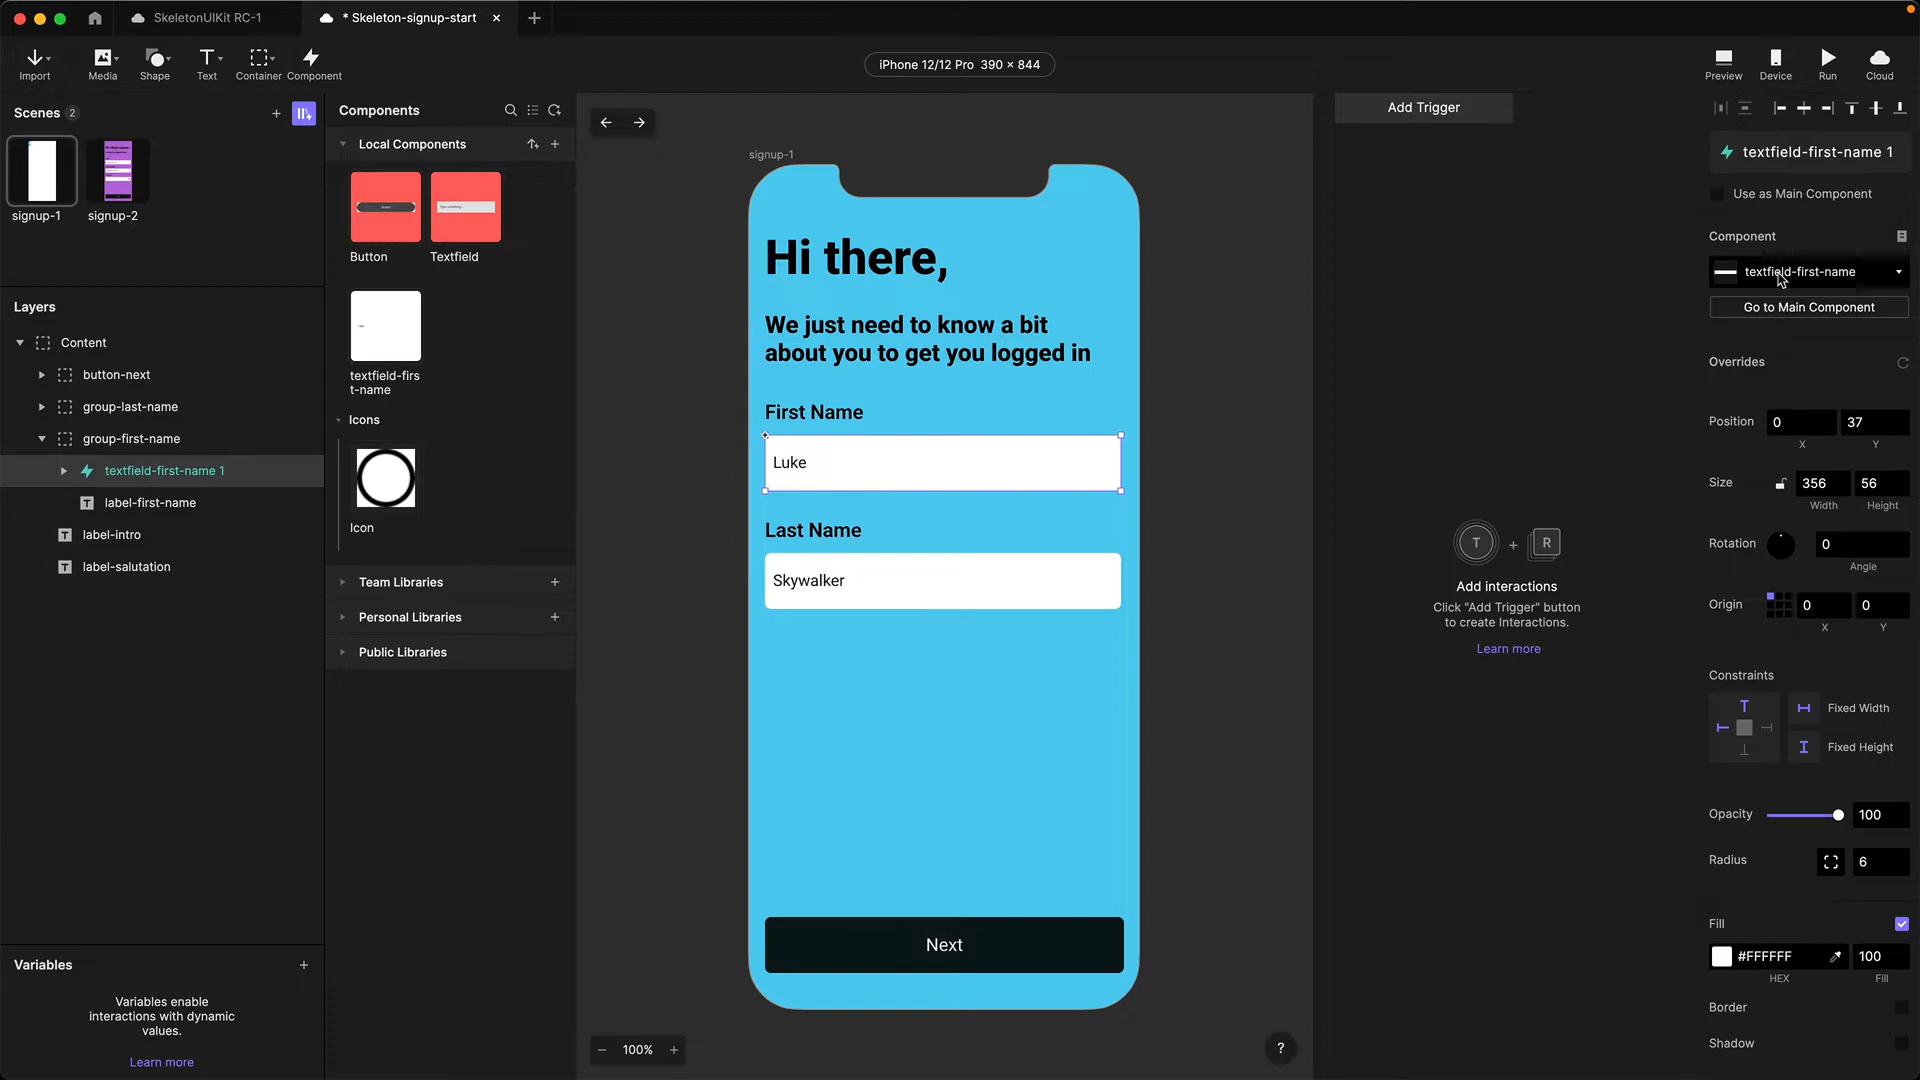 SkeletonUIKit RC-1
* Skeleton-signup-start
Import
Media
Shape
Text
Container
Component
iPhone 12/12 Pro 390 × 844
Preview
Device
Run
Cloud
Scenes 2
signup-1
signup-2
Layers
Content
button-next
group-last-name
group-first-name
textfield-first-name 1
label-first-name
label-intro
label-salutation
Variables
Variables enable
interactions with dynamic
values.
Learn more
Components
Local Components
Button
Textfield
textfield-firs
t-name
Icons
Icon
Team Libraries
Personal Libraries
Public Libraries
signup-1
Hi there,
We just need to know a bit
about you to get you logged in
First Name
Luke
Last Name
Skywalker
Next
100%
?
Add Trigger
T + R
Add interactions
Click "Add Trigger" button
to create Interactions.
Learn more
textfield-first-name 1
Use as Main Component
Component
textfield-first-name
Go to Main Component
Overrides
Position 0 37
X Y
Size 356 56
Width Height
Rotation 0
Angle
Origin 0 0
X Y
Constraints
Fixed Width
Fixed Height
Opacity 100
Radius 6
Fill
#FFFFFF 100
HEX Fill
Border
Shadow